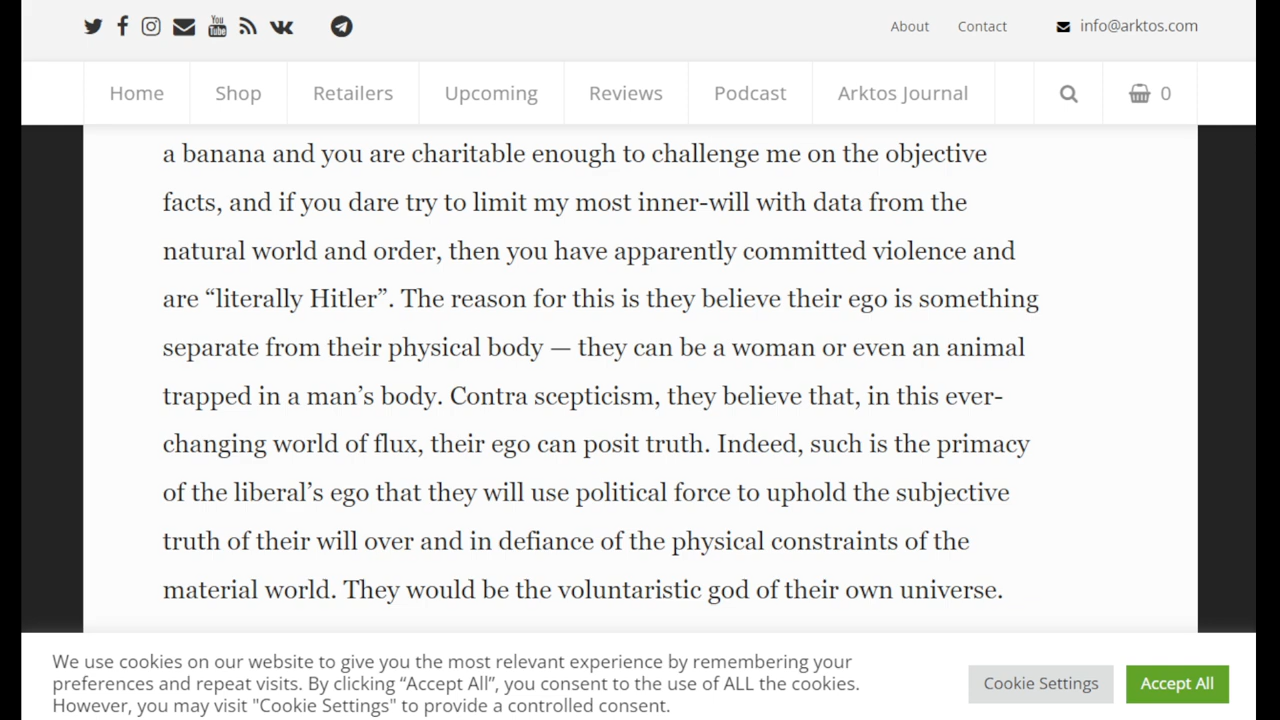 About Contact info@arktos.com
Home Shop Retailers Upcoming Reviews Podcast Arktos Journal 0
a banana and you are charitable enough to challenge me on the objective
facts, and if you dare try to limit my most inner-will with data from the
natural world and order, then you have apparently committed violence and
are “literally Hitler”. The reason for this is they believe their ego is something
separate from their physical body — they can be a woman or even an animal
trapped in a man’s body. Contra scepticism, they believe that, in this ever-
changing world of flux, their ego can posit truth. Indeed, such is the primacy
of the liberal’s ego that they will use political force to uphold the subjective
truth of their will over and in defiance of the physical constraints of the
material world. They would be the voluntaristic god of their own universe.
We use cookies on our website to give you the most relevant experience by remembering your
preferences and repeat visits. By clicking “Accept All”, you consent to the use of ALL the cookies.
However, you may visit "Cookie Settings" to provide a controlled consent.
Cookie Settings Accept All